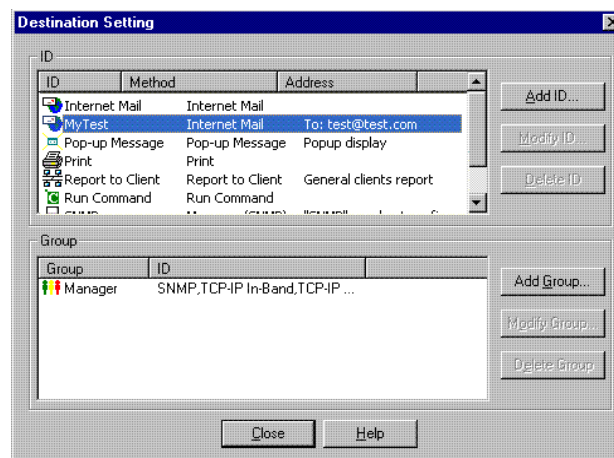 Destination Setting
ID
ID Method Address
Add ID...
Internet Mail Internet Mail
MyTest Internet Mail To: test@test.com
Modify ID...
Pop-up Message Pop-up Message Popup display
Print Print
Delete ID
Report to Client Report to Client General clients report
Run Command Run Command
Group
Group ID
Add Group...
Manager SNMP,TCP-IP In-Band,TCP-IP ...
Modify Group...
Delete Group
Close Help